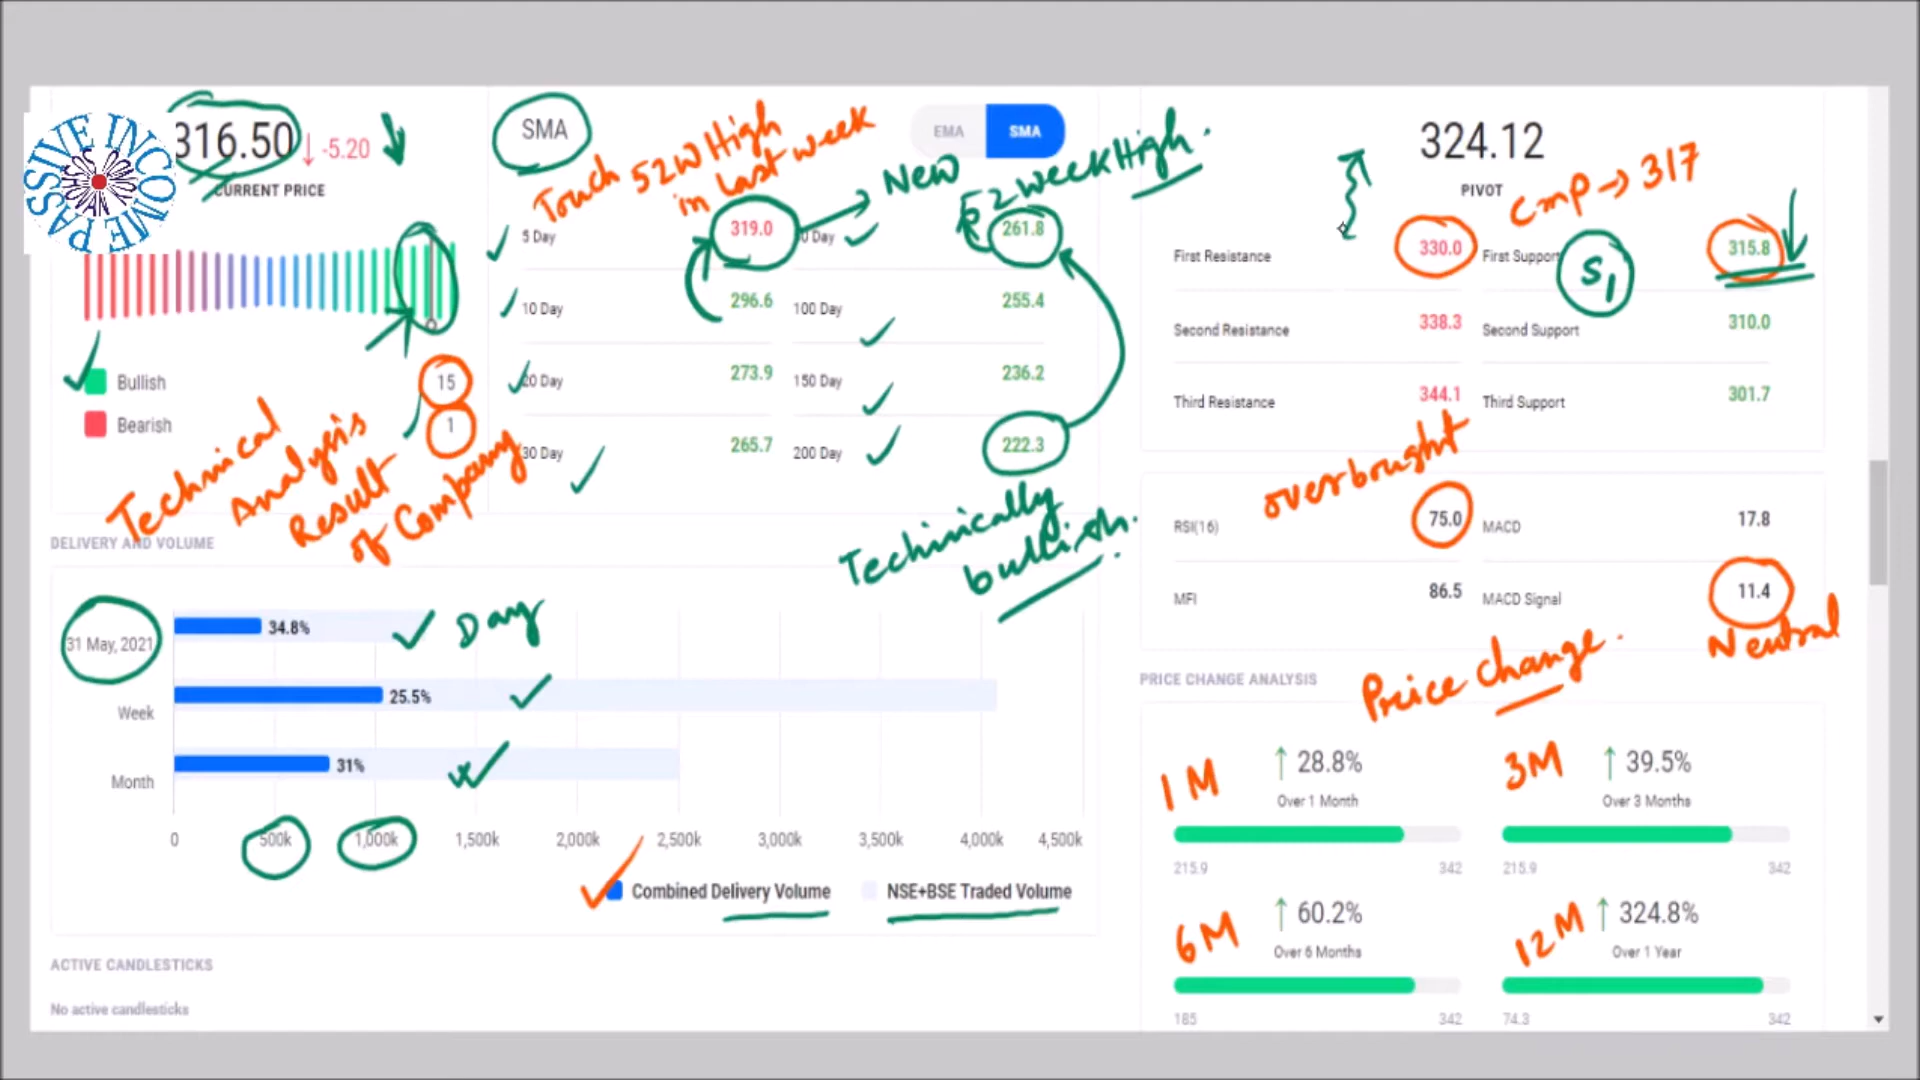 PASSIVE INCOME
316.50 ↓ -5.20
CURRENT PRICE
Bullish 15
Bearish 1
Technical
Analysis
Result
of Company
SMA
EMA SMA
Touch 52W High
in Last week
New
52 week High.
5 Day 319.0
10 Day 296.6
20 Day 273.9
30 Day 265.7
0 Day 261.8
100 Day 255.4
150 Day 236.2
200 Day 222.3
Techinically
bullish.
324.12
PIVOT
CMP → 317
First Resistance 330.0 First Support 315.8
S1
Second Resistance 338.3 Second Support 310.0
Third Resistance 344.1 Third Support 301.7
overbought
RSI(16) 75.0 MACD 17.8
MFI 86.5 MACD Signal 11.4
Neutral
DELIVERY AND VOLUME
31 May, 2021 34.8%
Day
Week 25.5%
Month 31%
0 500k 1,000k 1,500k 2,000k 2,500k 3,000k 3,500k 4,000k 4,500k
Combined Delivery Volume NSE+BSE Traded Volume
ACTIVE CANDLESTICKS
No active candlesticks
PRICE CHANGE ANALYSIS
Price change.
1M ↑ 28.8%
Over 1 Month
215.9 342
3M ↑ 39.5%
Over 3 Months
215.9 342
6M ↑ 60.2%
Over 6 Months
185 342
12M ↑ 324.8%
Over 1 Year
74.3 342